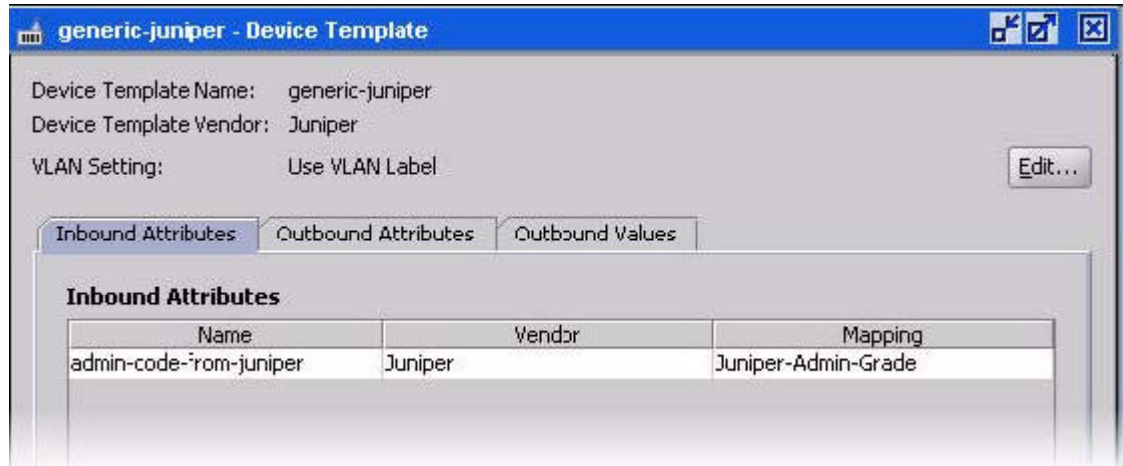 generic-juniper - Device Template
Device Template Name: generic-juniper
Device Template Vendor: Juniper
VLAN Setting: Use VLAN Label
Edit...
Inbound Attributes Outbound Attributes Outbound Values
Inbound Attributes
Name Vendor Mapping
admin-code-from-juniper Juniper Juniper-Admin-Grade